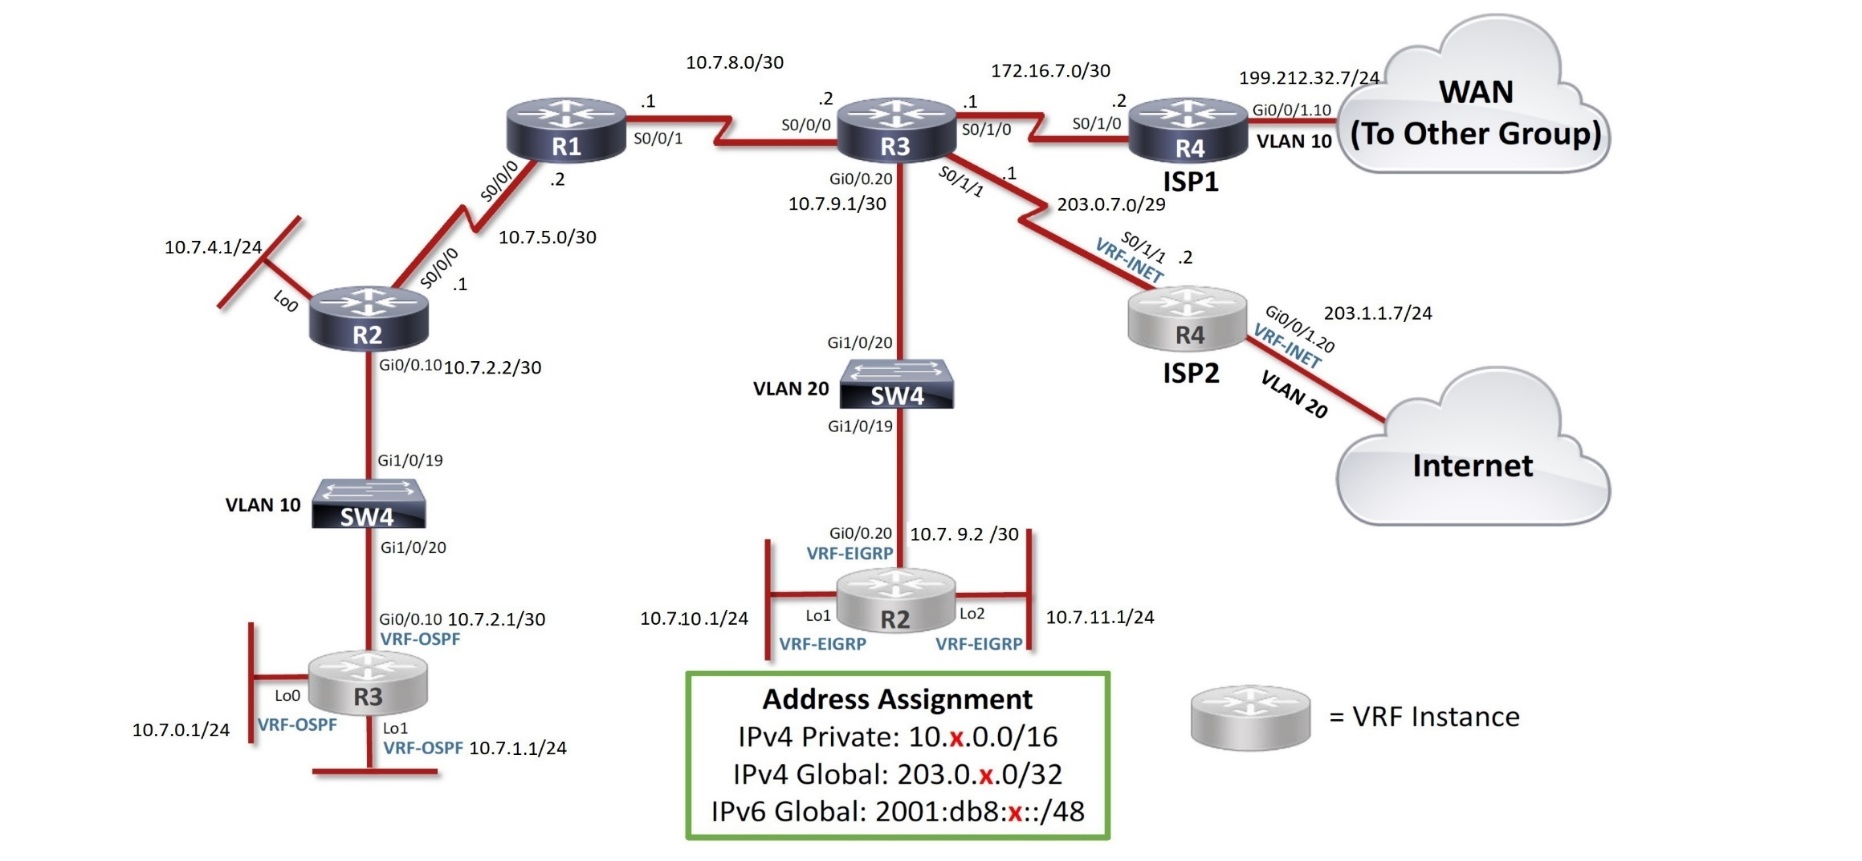 10.7.8.0/30
172.16.7.0/30
199.212.32.7/24
WAN
(To Other Group)
.1
.2
.1
.2
Gi0/0/1.10
S0/0/1
S0/0/0
S0/1/0
S0/1/0
R1
R3
R4
VLAN 10
ISP1
S0/0/0
.2
Gi0/0.20
S0/1/1
.1
10.7.9.1/30
203.0.7.0/29
10.7.4.1/24
10.7.5.0/30
S0/1/1
VRF-INET
.2
S0/0/0
.1
Lo0
R2
R4
ISP2
Gi0/0/1.20
VRF-INET
203.1.1.7/24
VLAN 20
Gi0/0.10
10.7.2.2/30
Gi1/0/20
VLAN 20
SW4
Gi1/0/19
Internet
Gi1/0/19
VLAN 10
SW4
Gi1/0/20
Gi0/0.20
10.7. 9.2 /30
VRF-EIGRP
10.7.10 .1/24
Lo1
R2
Lo2
10.7.11.1/24
VRF-EIGRP
VRF-EIGRP
Gi0/0.10
10.7.2.1/30
VRF-OSPF
Lo0
R3
10.7.0.1/24
VRF-OSPF
Lo1
VRF-OSPF
10.7.1.1/24
Address Assignment
IPv4 Private: 10.x.0.0/16
IPv4 Global: 203.0.x.0/32
IPv6 Global: 2001:db8:x::/48
= VRF Instance